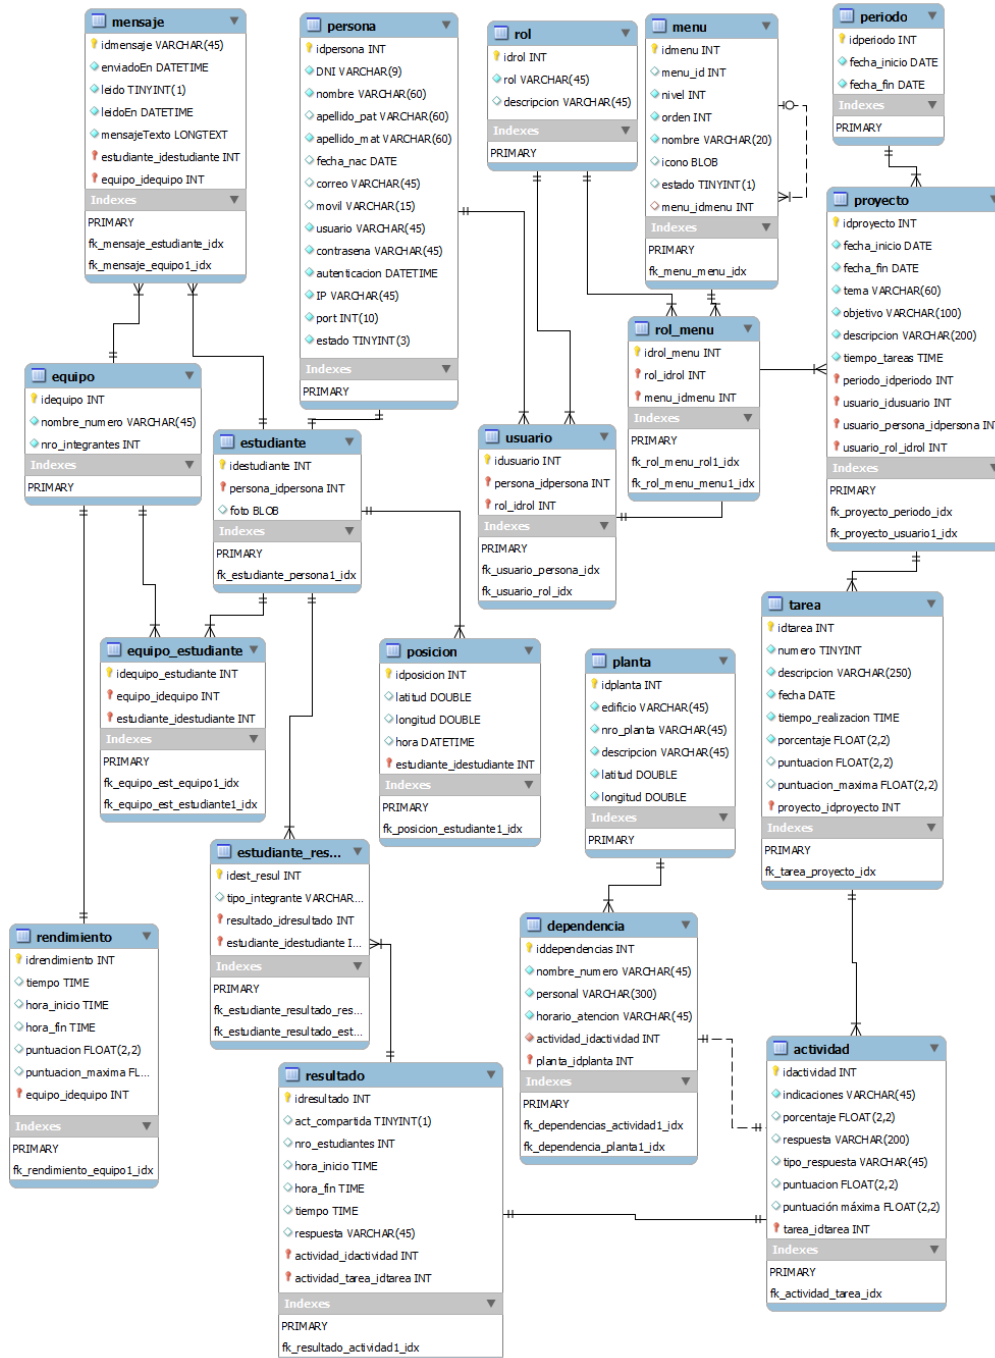 mensaje
idmensaje VARCHAR(45)
enviadoEn DATETIME
leido TINYINT(1)
leidoEn DATETIME
mensajeTexto LONGTEXT
estudiante_idestudiante INT
equipo_idequipo INT
Indexes
PRIMARY
fk_mensaje_estudiante_idx
fk_mensaje_equipo1_idx
persona
idpersona INT
DNI VARCHAR(9)
nombre VARCHAR(60)
apellido_pat VARCHAR(60)
apellido_mat VARCHAR(60)
fecha_nac DATE
correo VARCHAR(45)
movil VARCHAR(15)
usuario VARCHAR(45)
contrasena VARCHAR(45)
autenticacion DATETIME
IP VARCHAR(45)
port INT(10)
estado TINYINT(3)
Indexes
PRIMARY
rol
idrol INT
rol VARCHAR(45)
descripcion VARCHAR(45)
Indexes
PRIMARY
menu
idmenu INT
menu_id INT
nivel INT
orden INT
nombre VARCHAR(20)
icono BLOB
estado TINYINT(1)
menu_idmenu INT
Indexes
PRIMARY
fk_menu_menu_idx
periodo
idperiodo INT
fecha_inicio DATE
fecha_fin DATE
Indexes
PRIMARY
proyecto
idproyecto INT
fecha_inicio DATE
fecha_fin DATE
tema VARCHAR(60)
objetivo VARCHAR(100)
descripcion VARCHAR(200)
tiempo_tareas TIME
periodo_idperiodo INT
usuario_idusuario INT
usuario_persona_idpersona INT
usuario_rol_idrol INT
Indexes
PRIMARY
fk_proyecto_periodo_idx
fk_proyecto_usuario1_idx
rol_menu
idrol_menu INT
rol_idrol INT
menu_idmenu INT
Indexes
PRIMARY
fk_rol_menu_rol1_idx
fk_rol_menu_menu1_idx
equipo
idequipo INT
nombre_numero VARCHAR(45)
nro_integrantes INT
Indexes
PRIMARY
estudiante
idestudiante INT
persona_idpersona INT
foto BLOB
Indexes
PRIMARY
fk_estudiante_persona1_idx
usuario
idusuario INT
persona_idpersona INT
rol_idrol INT
Indexes
PRIMARY
fk_usuario_persona_idx
fk_usuario_rol_idx
tarea
idtarea INT
numero TINYINT
descripcion VARCHAR(250)
fecha DATE
tiempo_realizacion TIME
porcentaje FLOAT(2,2)
puntuacion FLOAT(2,2)
puntuacion_maxima FLOAT(2,2)
proyecto_idproyecto INT
Indexes
PRIMARY
fk_tarea_proyecto_idx
equipo_estudiante
idequipo_estudiante INT
equipo_idequipo INT
estudiante_idestudiante INT
Indexes
PRIMARY
fk_equipo_est_equipo1_idx
fk_equipo_est_estudiante1_idx
posicion
idposicion INT
latitud DOUBLE
longitud DOUBLE
hora DATETIME
estudiante_idestudiante INT
Indexes
PRIMARY
fk_posicion_estudiante1_idx
planta
idplanta INT
edificio VARCHAR(45)
nro_planta VARCHAR(45)
descripcion VARCHAR(45)
latitud DOUBLE
longitud DOUBLE
Indexes
PRIMARY
estudiante_res...
idest_resul INT
tipo_integrante VARCHAR...
resultado_idresultado INT
estudiante_idestudiante I...
Indexes
PRIMARY
fk_estudiante_resultado_res...
fk_estudiante_resultado_est...
rendimiento
idrendimiento INT
tiempo TIME
hora_inicio TIME
hora_fin TIME
puntuacion FLOAT(2,2)
puntuacion_maxima FL...
equipo_idequipo INT
Indexes
PRIMARY
fk_rendimiento_equipo1_idx
dependencia
iddependencias INT
nombre_numero VARCHAR(45)
personal VARCHAR(300)
horario_atencion VARCHAR(45)
actividad_idactividad INT
planta_idplanta INT
Indexes
PRIMARY
fk_dependencias_actividad1_idx
fk_dependencia_planta1_idx
actividad
idactividad INT
indicaciones VARCHAR(45)
porcentaje FLOAT(2,2)
respuesta VARCHAR(200)
tipo_respuesta VARCHAR(45)
puntuacion FLOAT(2,2)
puntuación máxima FLOAT(2,2)
tarea_idtarea INT
Indexes
PRIMARY
fk_actividad_tarea_idx
resultado
idresultado INT
act_compartida TINYINT(1)
nro_estudiantes INT
hora_inicio TIME
hora_fin TIME
tiempo TIME
respuesta VARCHAR(45)
actividad_idactividad INT
actividad_tarea_idtarea INT
Indexes
PRIMARY
fk_resultado_actividad1_idx